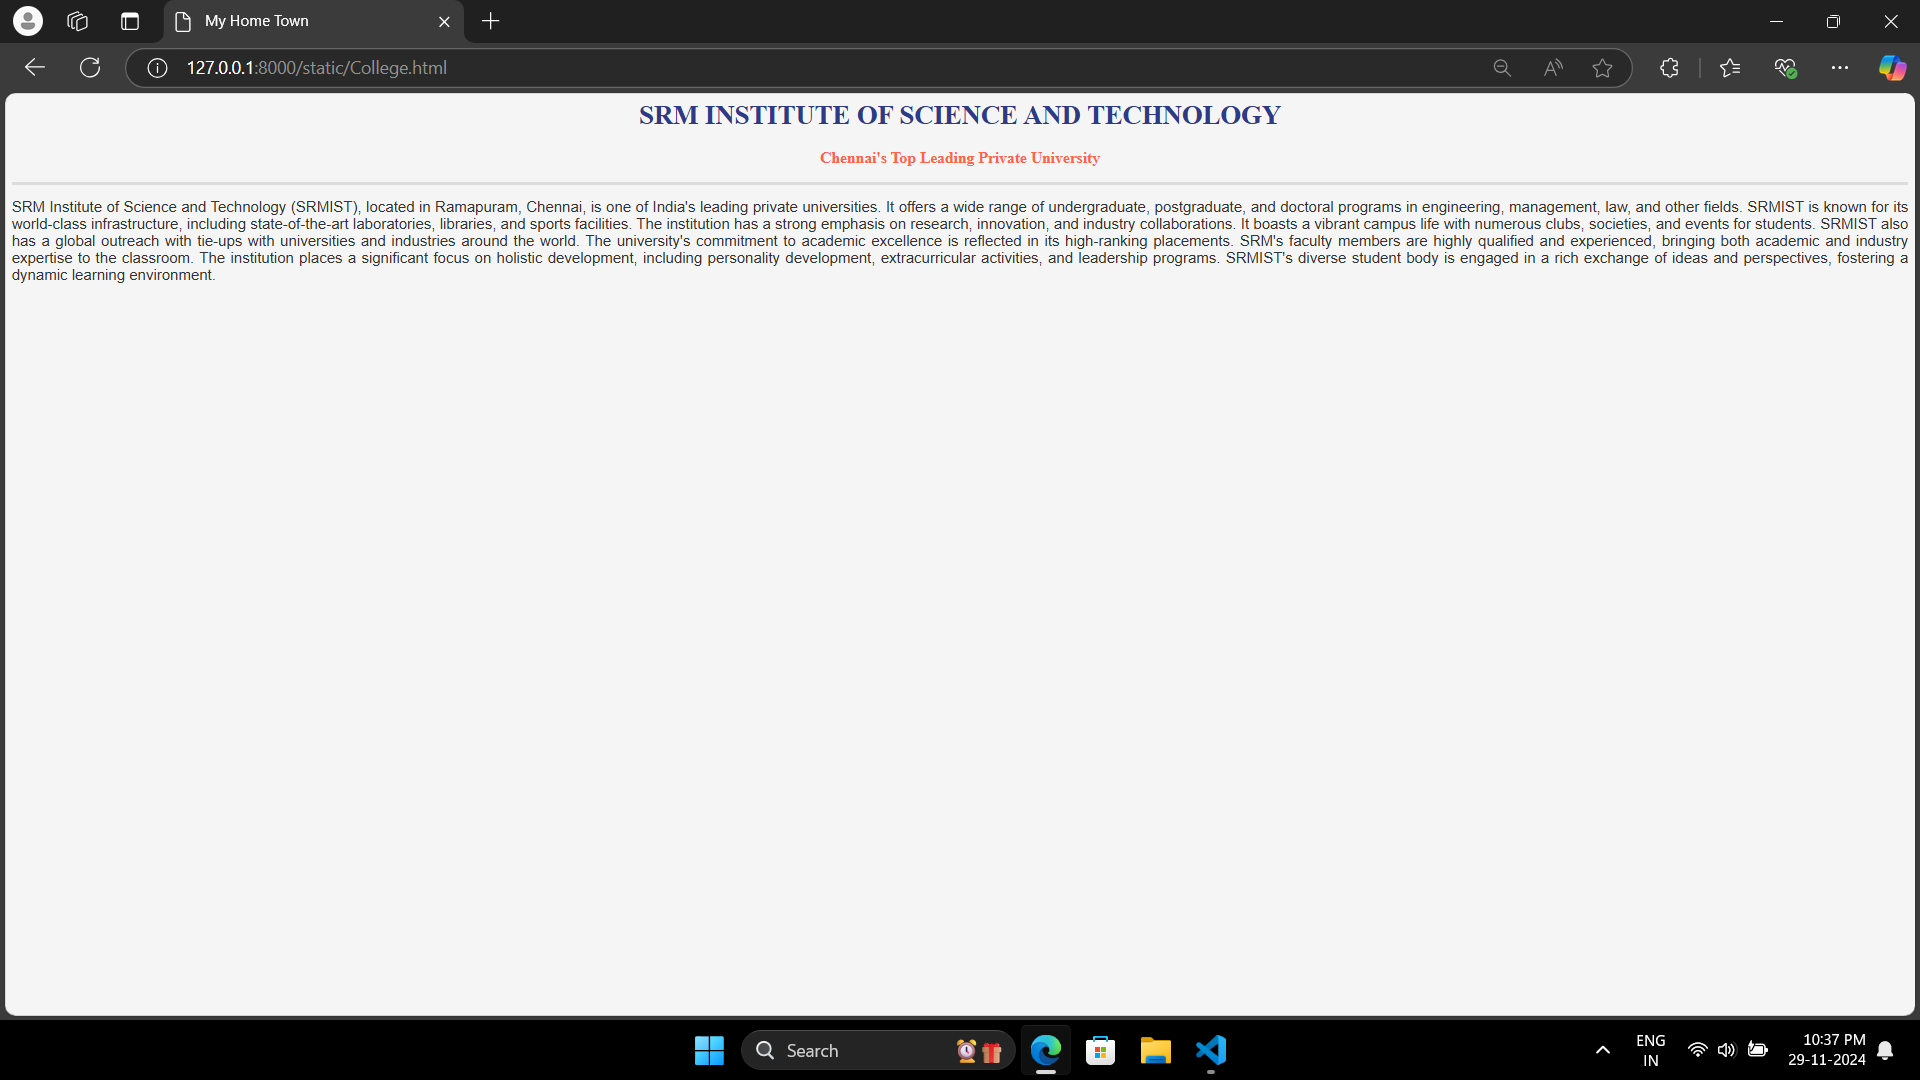 My Home Town
127.0.0.1:8000/static/College.html
SRM INSTITUTE OF SCIENCE AND TECHNOLOGY
Chennai's Top Leading Private University
SRM Institute of Science and Technology (SRMIST), located in Ramapuram, Chennai, is one of India's leading private universities. It offers a wide range of undergraduate, postgraduate, and doctoral programs in engineering, management, law, and other fields. SRMIST is known for its
world-class infrastructure, including state-of-the-art laboratories, libraries, and sports facilities. The institution has a strong emphasis on research, innovation, and industry collaborations. It boasts a vibrant campus life with numerous clubs, societies, and events for students. SRMIST also
has a global outreach with tie-ups with universities and industries around the world. The university's commitment to academic excellence is reflected in its high-ranking placements. SRM's faculty members are highly qualified and experienced, bringing both academic and industry
expertise to the classroom. The institution places a significant focus on holistic development, including personality development, extracurricular activities, and leadership programs. SRMIST's diverse student body is engaged in a rich exchange of ideas and perspectives, fostering a
dynamic learning environment.
Search
ENG
IN
10:37 PM
29-11-2024